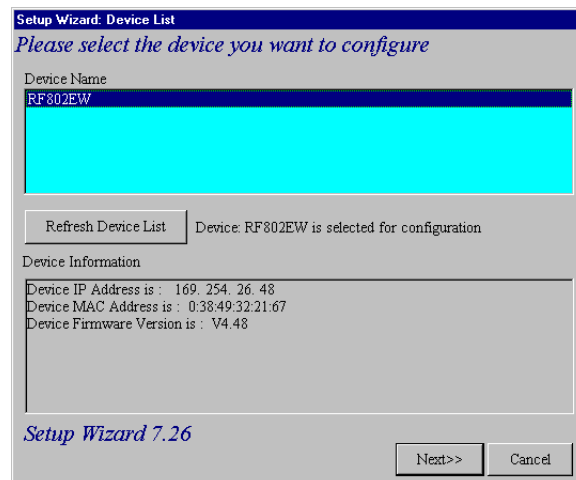 Setup Wizard: Device List
Please select the device you want to configure
Device Name
RF802EW
Refresh Device List
Device: RF802EW is selected for configuration
Device Information
Device IP Address is :   169. 254. 26. 48
Device MAC Address is :  0:38:49:32:21:67
Device Firmware Version is :  V4.48
Setup Wizard 7.26
Next>>
Cancel